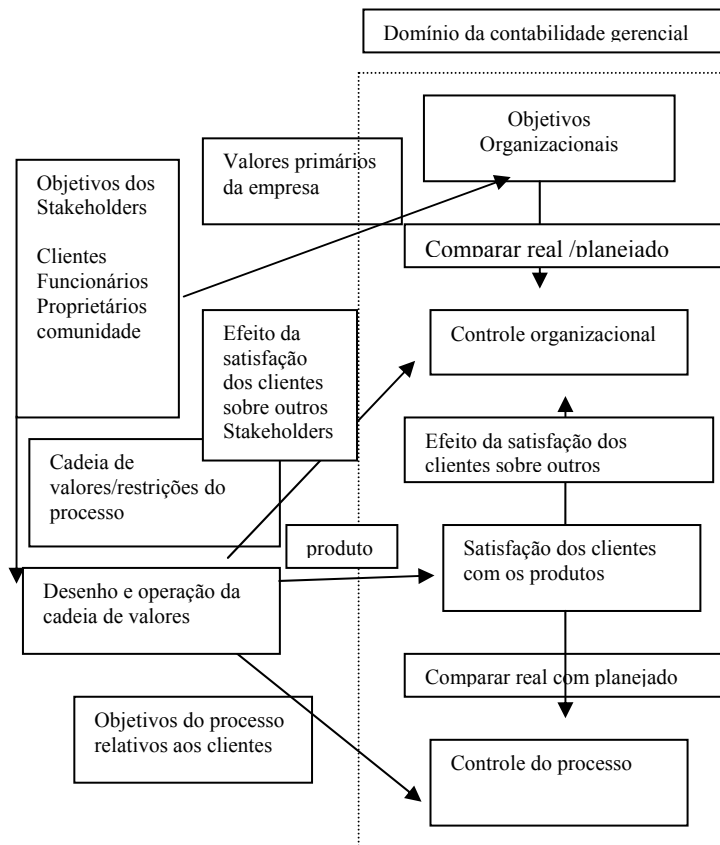 Domínio da contabilidade gerencial
Objetivos
Organizacionais
Valores primários
da empresa
Objetivos dos
Stakeholders
Clientes
Funcionários
Proprietários
comunidade
Comparar real /planejado
Efeito da
satisfação
dos clientes
sobre outros
Stakeholders
Controle organizacional
Cadeia de
valores/restrições do
processo
Efeito da satisfação dos
clientes sobre outros
produto
Satisfação dos clientes
com os produtos
Desenho e operação da
cadeia de valores
Comparar real com planejado
Objetivos do processo
relativos aos clientes
Controle do processo